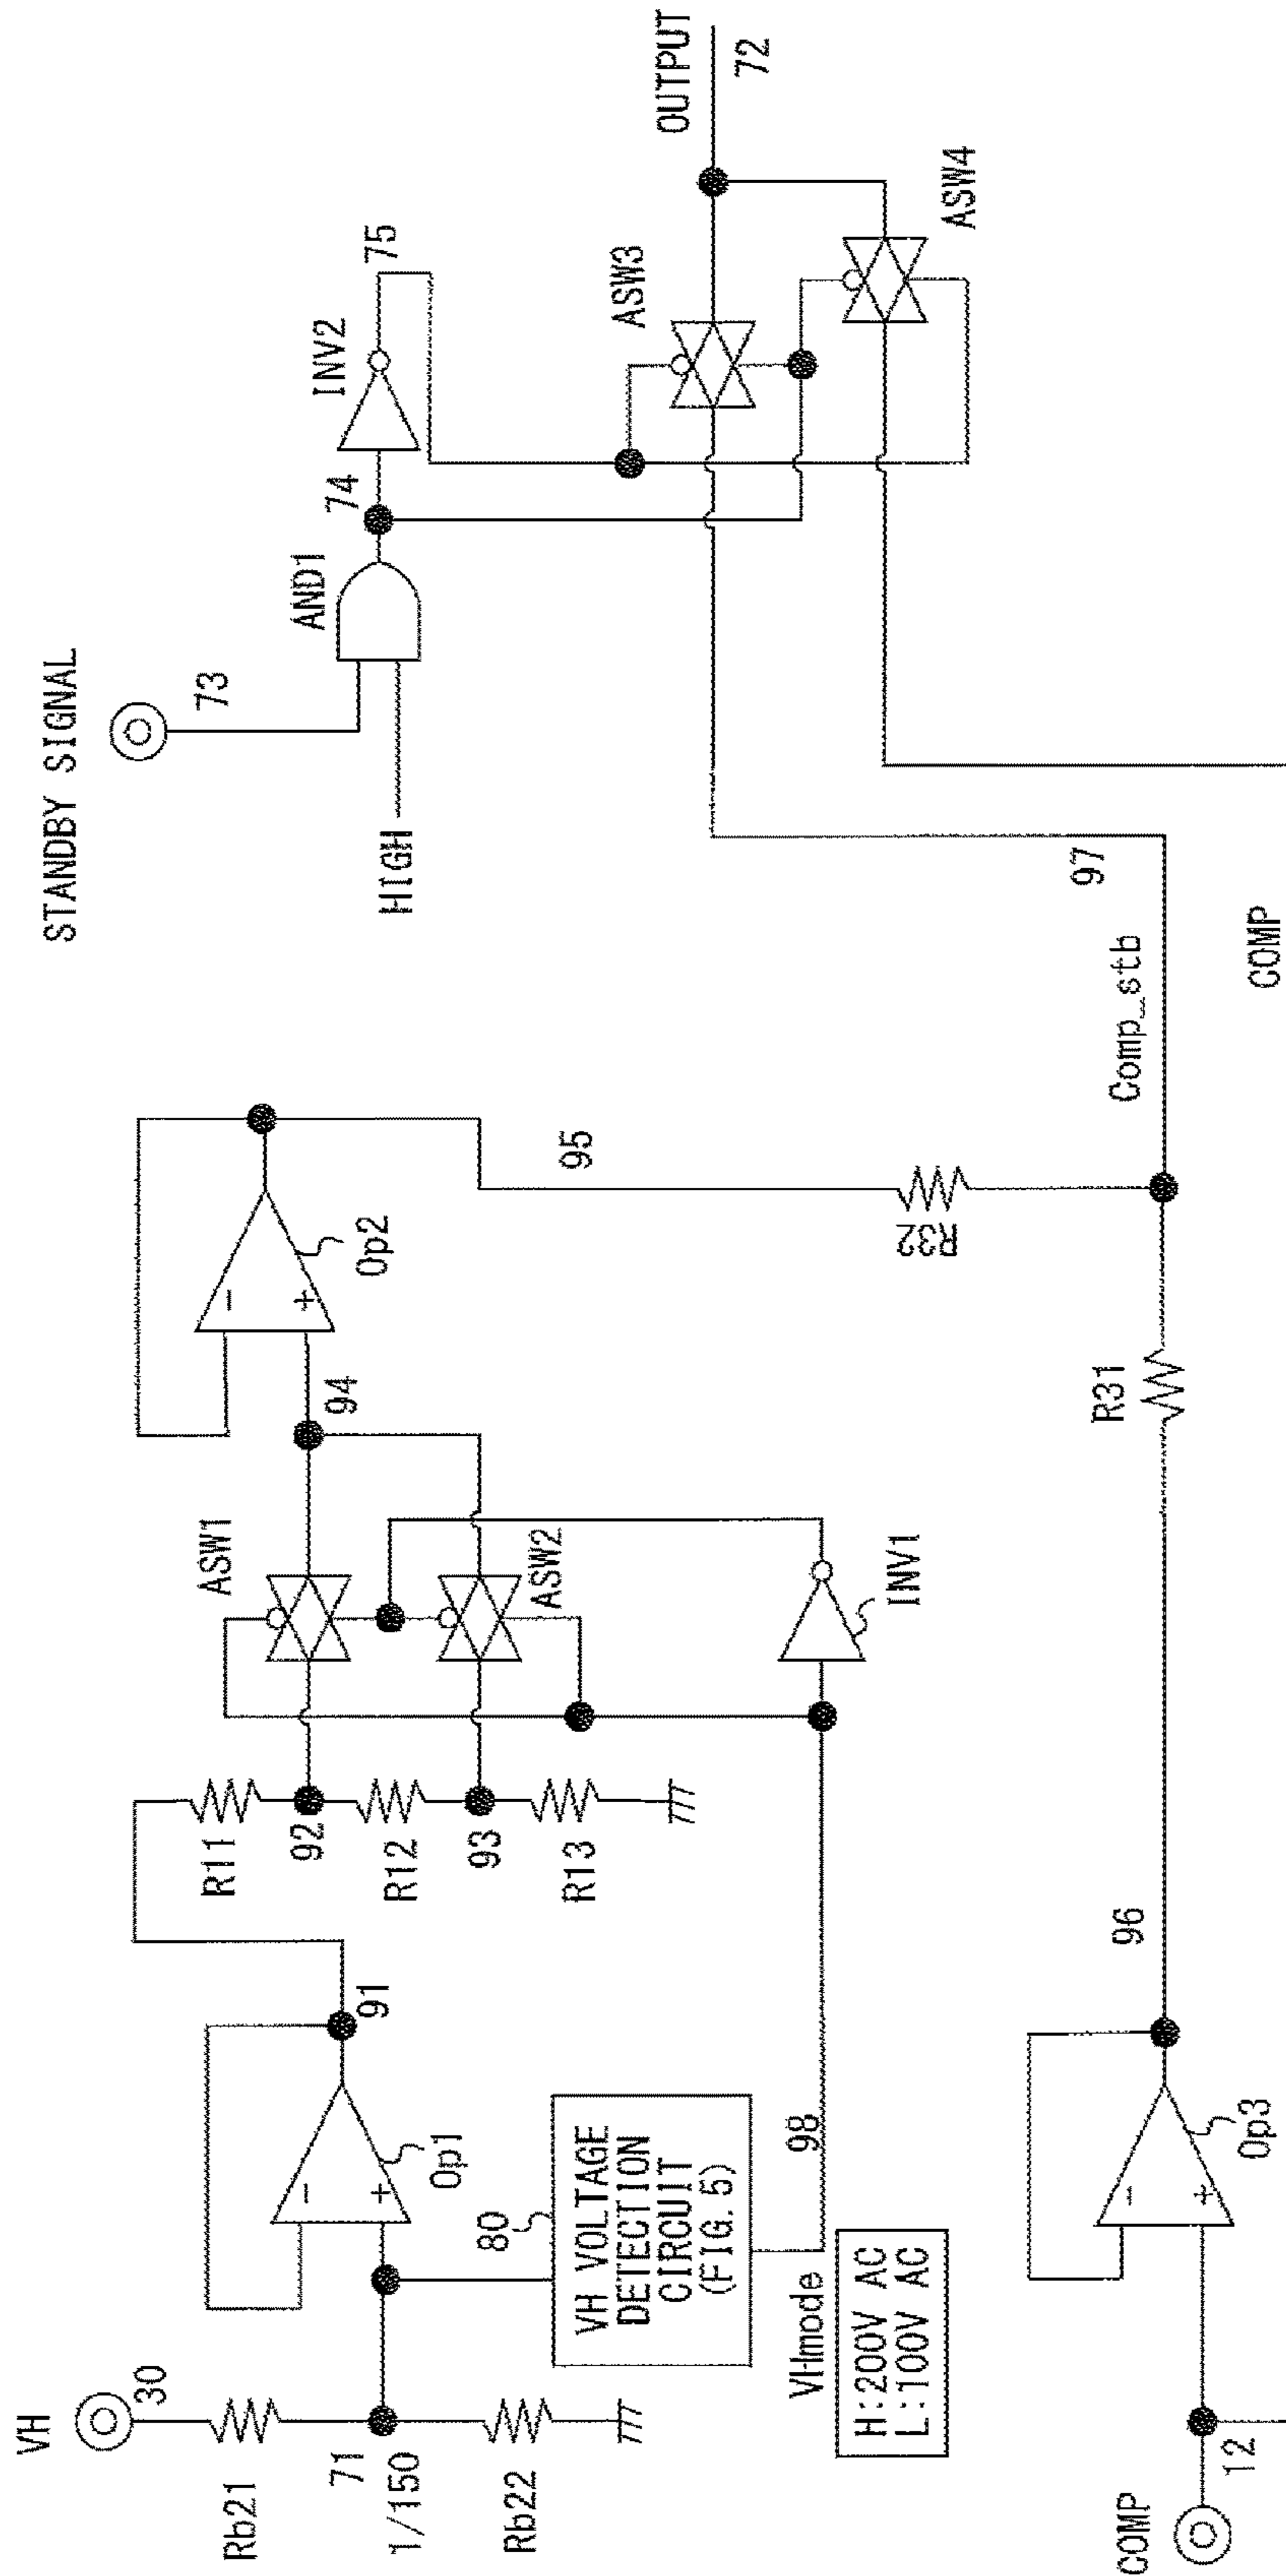 VH
30
Rb21
71
1/150
Rb22
Op1
91
80
VH VOLTAGE
DETECTION
CIRCUIT
(FIG. 5)
98
VHmode
H:200V AC
L:100V AC
R11
92
R12
93
R13
ASW1
ASW2
INV1
94
Op2
95
R32
COMP
12
Op3
96
R31
Comp_stb
97
COMP
STANDBY SIGNAL
73
HIGH
AND1
74
INV2
75
ASW3
ASW4
OUTPUT
72
-
+
-
+
-
+